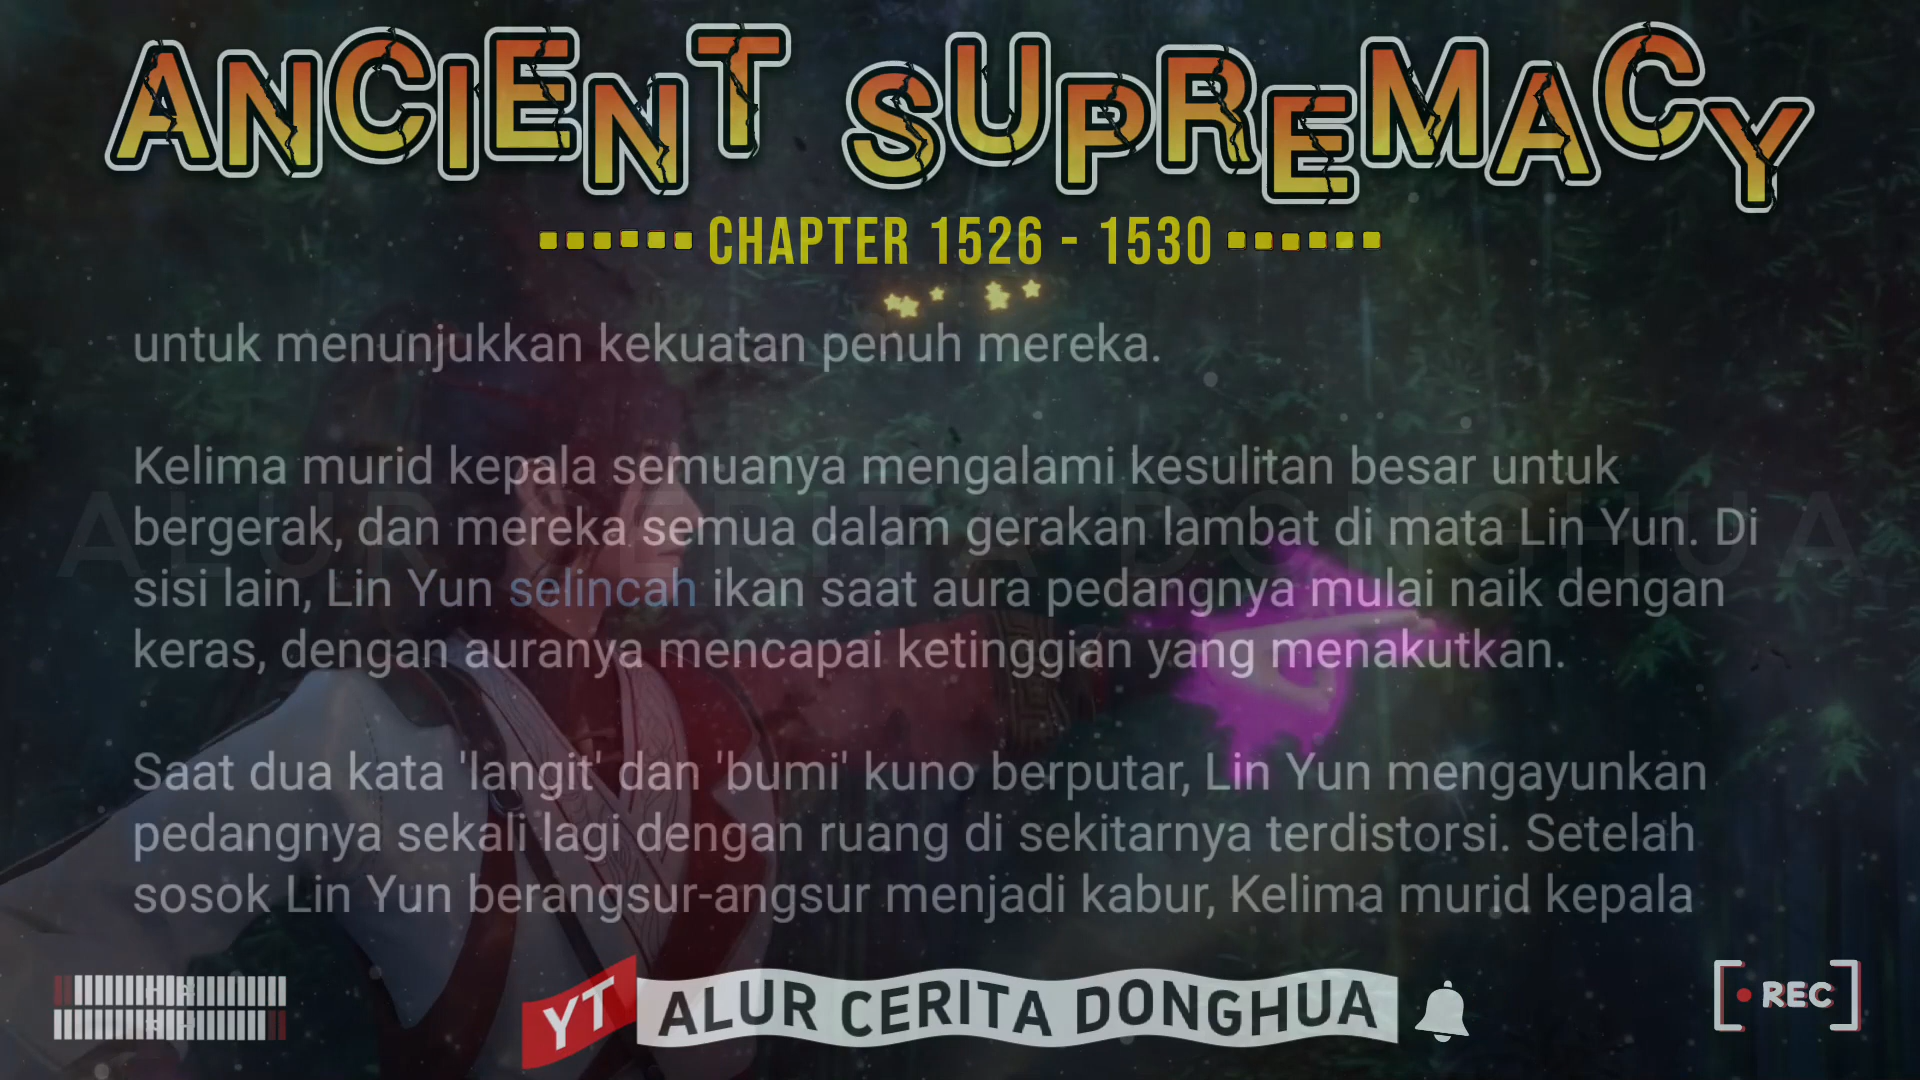 ANCIENT SUPREMACY
CHAPTER 1526 - 1530
untuk menunjukkan kekuatan penuh mereka.
Kelima murid kepala semuanya mengalami kesulitan besar untuk
bergerak, dan mereka semua dalam gerakan lambat di mata Lin Yun. Di
sisi lain, Lin Yun selincah ikan saat aura pedangnya mulai naik dengan
keras, dengan auranya mencapai ketinggian yang menakutkan.
Saat dua kata 'langit' dan 'bumi' kuno berputar, Lin Yun mengayunkan
pedangnya sekali lagi dengan ruang di sekitarnya terdistorsi. Setelah
sosok Lin Yun berangsur-angsur menjadi kabur, Kelima murid kepala
ALUR CERITA DONGHUA
YT ALUR CERITA DONGHUA
REC